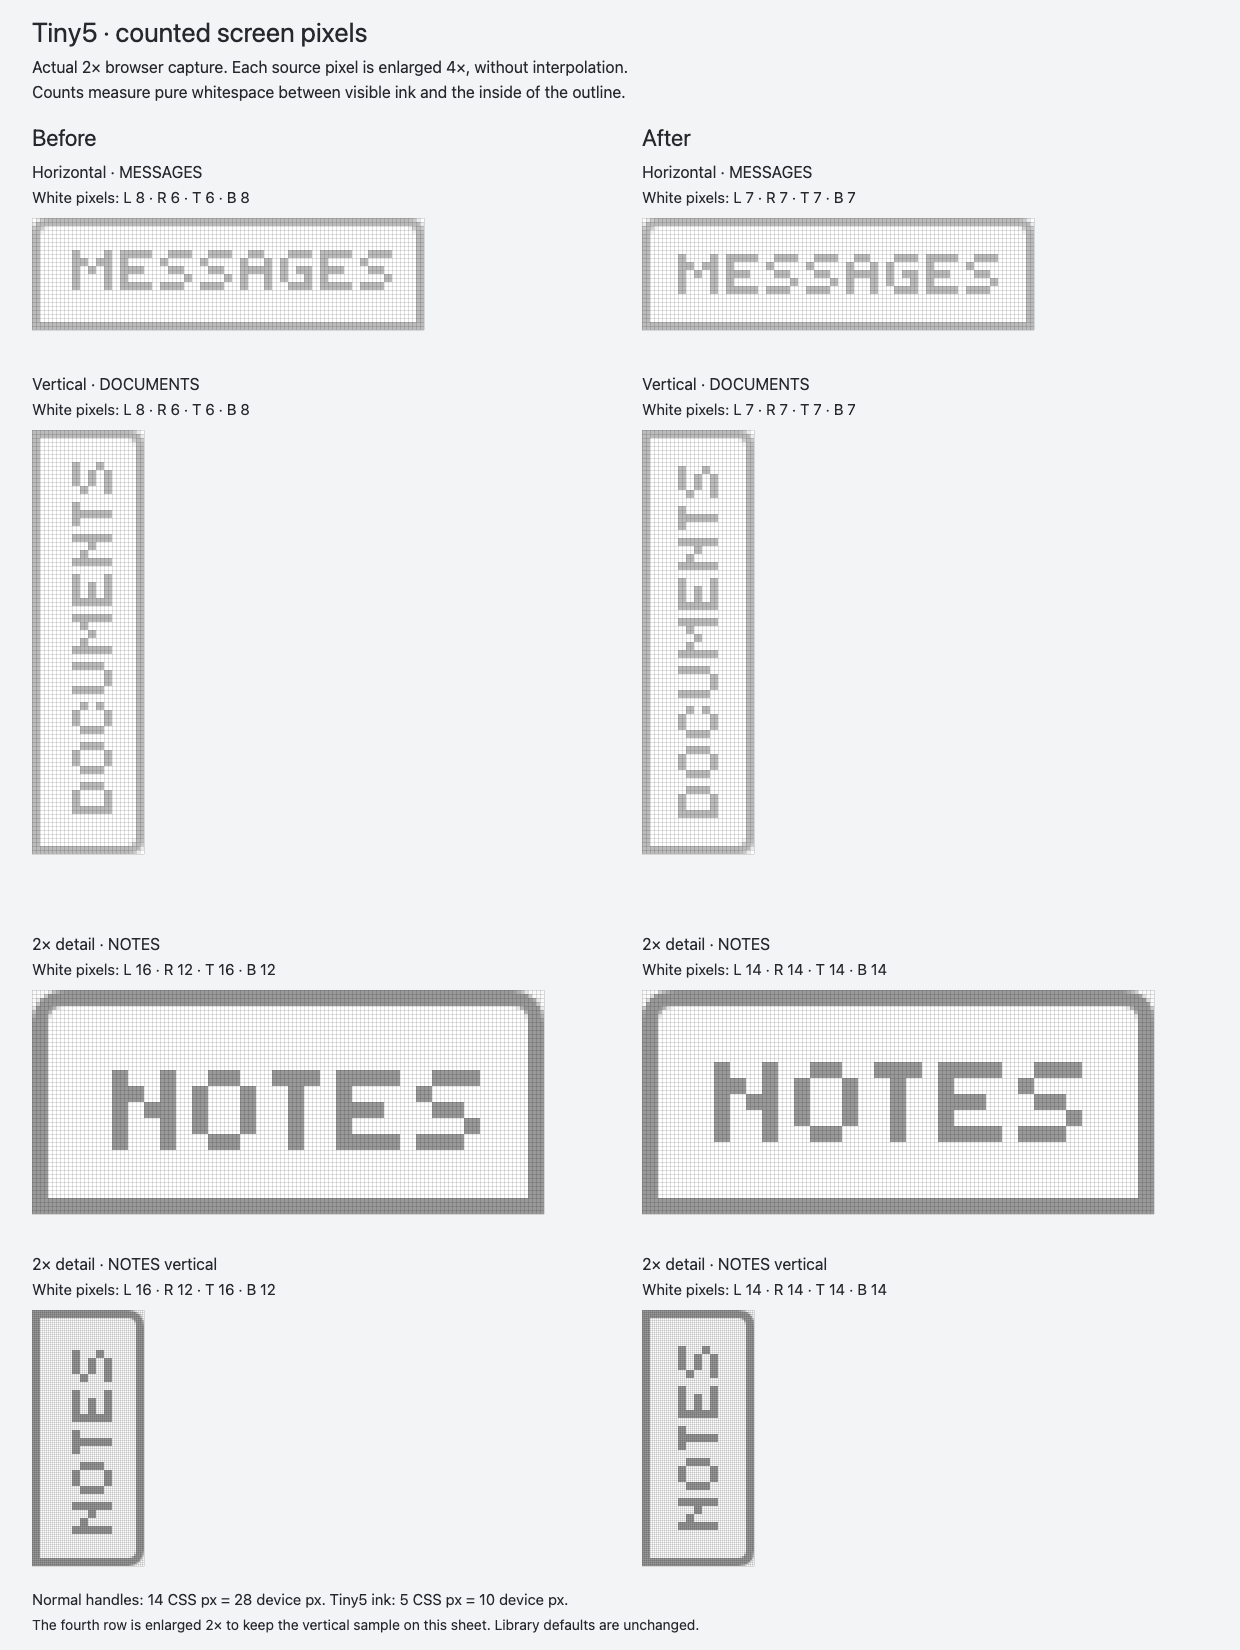 Tiny5 · counted screen pixels
Actual 2× browser capture. Each source pixel is enlarged 4×, without interpolation.
Counts measure pure whitespace between visible ink and the inside of the outline.
Before
Horizontal · MESSAGES
White pixels: L 8 · R 6 · T 6 · B 8
MESSAGES
Vertical · DOCUMENTS
White pixels: L 8 · R 6 · T 6 · B 8
DOCUMENTS
2× detail · NOTES
White pixels: L 16 · R 12 · T 16 · B 12
NOTES
2× detail · NOTES vertical
White pixels: L 16 · R 12 · T 16 · B 12
NOTES
After
Horizontal · MESSAGES
White pixels: L 7 · R 7 · T 7 · B 7
MESSAGES
Vertical · DOCUMENTS
White pixels: L 7 · R 7 · T 7 · B 7
DOCUMENTS
2× detail · NOTES
White pixels: L 14 · R 14 · T 14 · B 14
NOTES
2× detail · NOTES vertical
White pixels: L 14 · R 14 · T 14 · B 14
NOTES
Normal handles: 14 CSS px = 28 device px. Tiny5 ink: 5 CSS px = 10 device px.
The fourth row is enlarged 2× to keep the vertical sample on this sheet. Library defaults are unchanged.